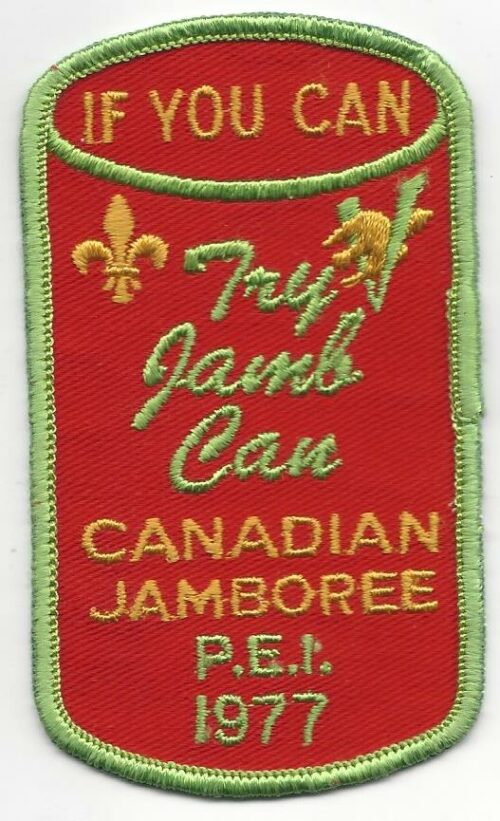 IF YOU CAN
Try
Jamb
Can
CANADIAN
JAMBOREE
P.E.I.
1977